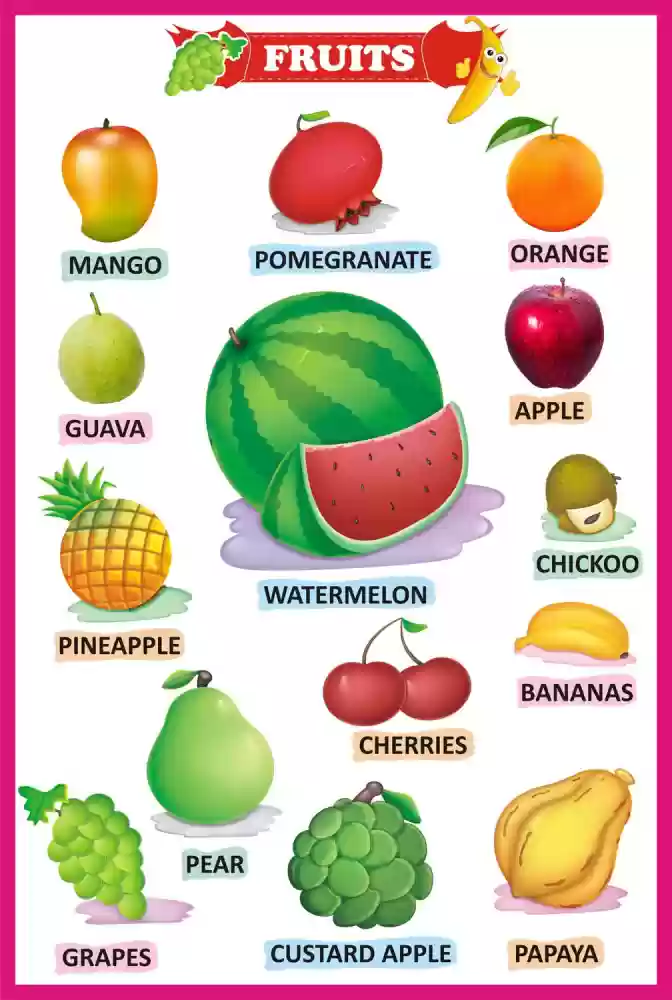 FRUITS
MANGO
POMEGRANATE
ORANGE
GUAVA
APPLE
CHICKOO
WATERMELON
PINEAPPLE
BANANAS
CHERRIES
PEAR
GRAPES
CUSTARD APPLE
PAPAYA